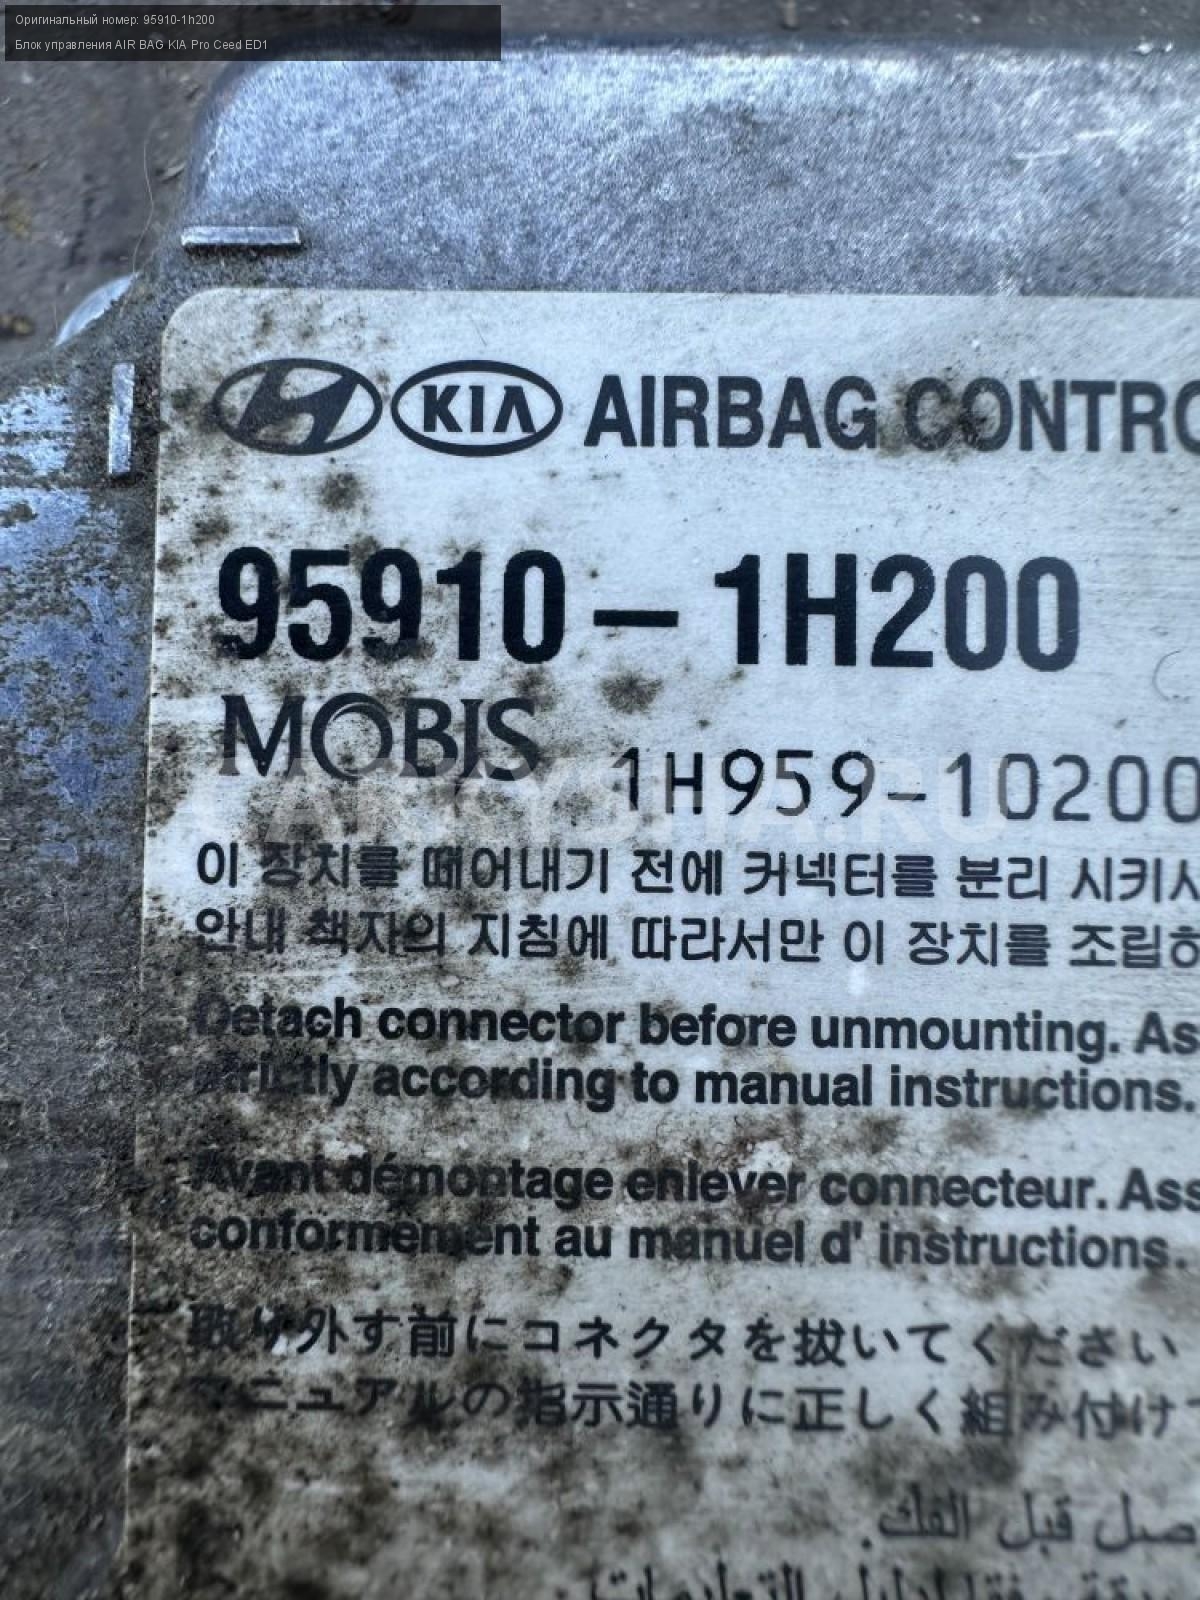 Оригинальный номер: 95910-1h200
Блок управления AIR BAG KIA Pro Ceed ED1
KIA AIRBAG CONTRO
95910-1H200
MOBIS 1H959-10200
이 장치를 떼어내기 전에 커넥터를 분리 시키시
안내 책자의 지침에 따라서만 이 장치를 조립하
Detach connector before unmounting. As
strictly according to manual instructions.
Avant démontage enlever connecteur. Ass
conformement au manuel d' instructions.
取り外す前にコネクタを抜いてください
マニュアルの指示通りに正しく組み付け
صل قبل الفك.